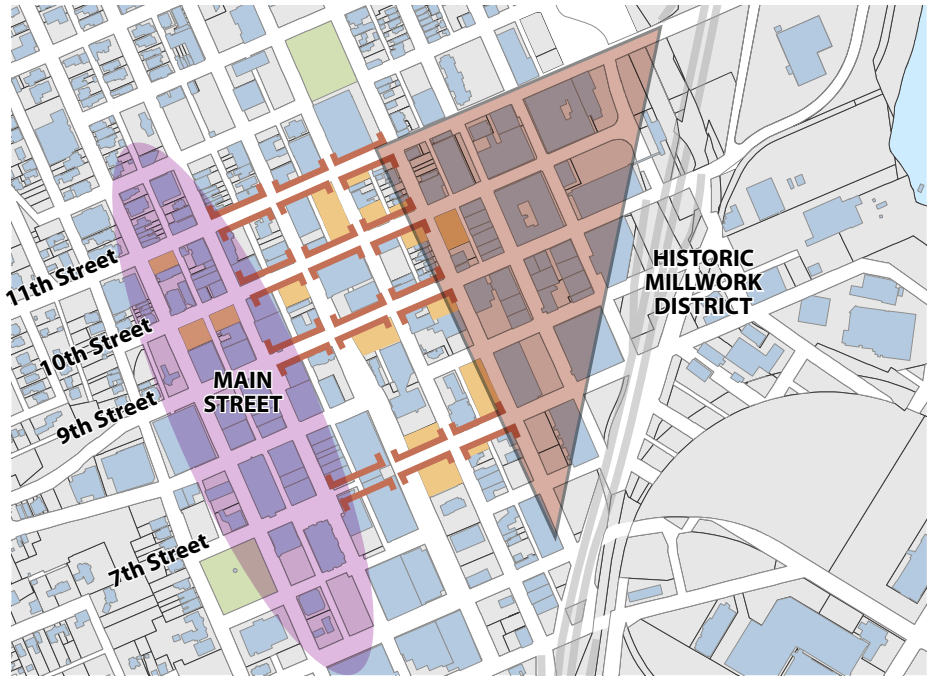 11th Street
10th Street
9th Street
7th Street
MAIN
STREET
HISTORIC
MILLWORK
DISTRICT